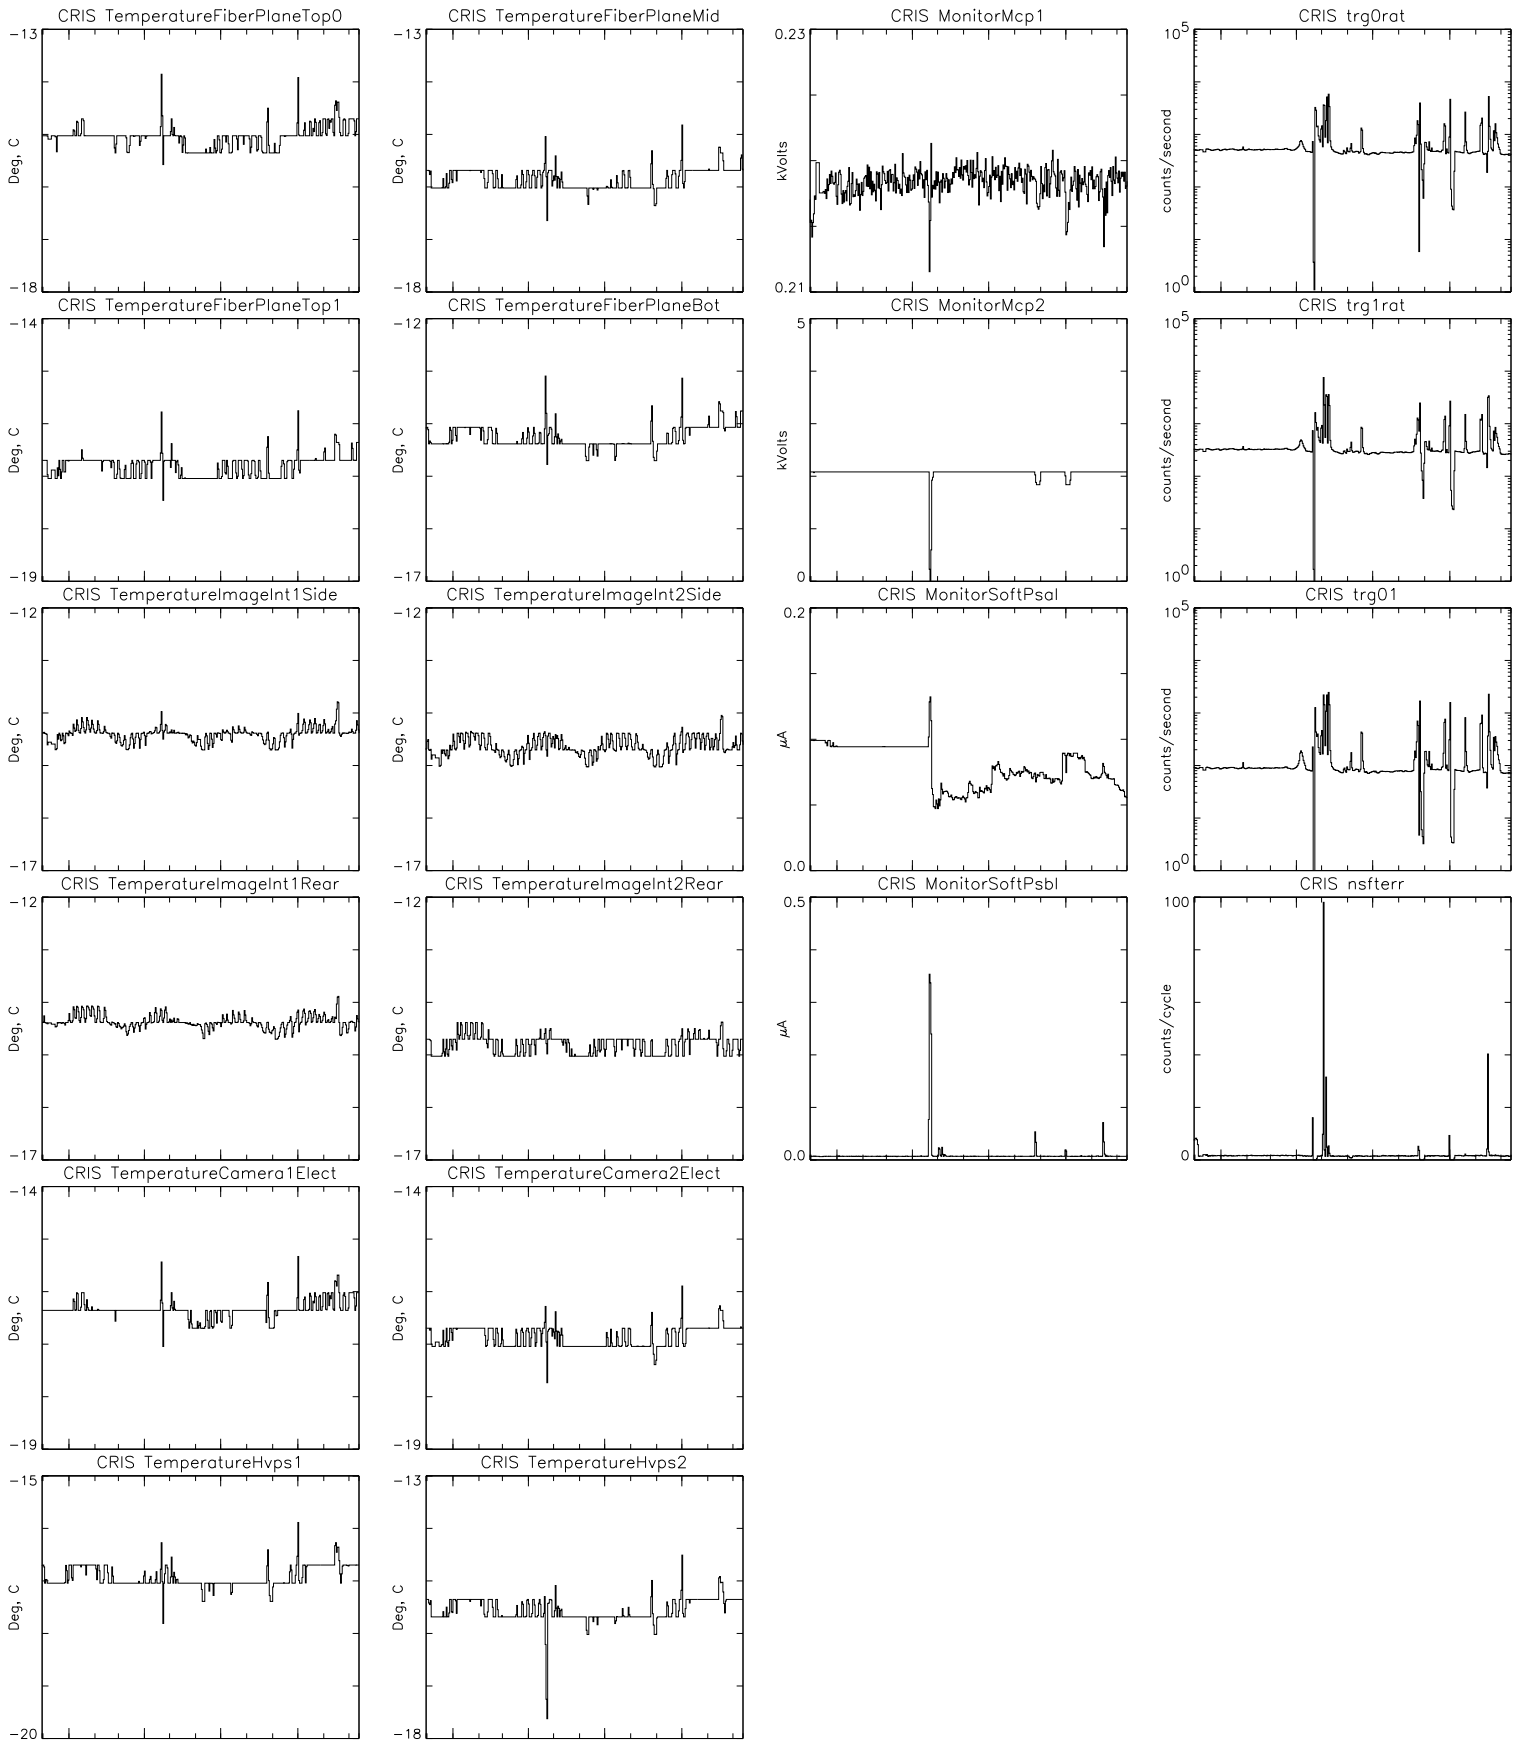 CRIS TemperatureFiberPlaneTop0
-13
Deg, C
-18
CRIS TemperatureFiberPlaneMid
-13
Deg, C
-18
CRIS MonitorMcp1
0.23
kVolts
0.21
CRIS trg0rat
10^5
counts/second
10^0
CRIS TemperatureFiberPlaneTop1
-14
Deg, C
-19
CRIS TemperatureFiberPlaneBot
-12
Deg, C
-17
CRIS MonitorMcp2
5
kVolts
0
CRIS trg1rat
10^5
counts/second
10^0
CRIS TemperatureImageInt1Side
-12
Deg, C
-17
CRIS TemperatureImageInt2Side
-12
Deg, C
-17
CRIS MonitorSoftPsaI
0.2
μA
0.0
CRIS trg01
10^5
counts/second
10^0
CRIS TemperatureImageInt1Rear
-12
Deg, C
-17
CRIS TemperatureImageInt2Rear
-12
Deg, C
-17
CRIS MonitorSoftPsbI
0.5
μA
0.0
CRIS nsfterr
100
counts/cycle
0
CRIS TemperatureCamera1Elect
-14
Deg, C
-19
CRIS TemperatureCamera2Elect
-14
Deg, C
-19
CRIS TemperatureHvps1
-15
Deg, C
-20
CRIS TemperatureHvps2
-13
Deg, C
-18